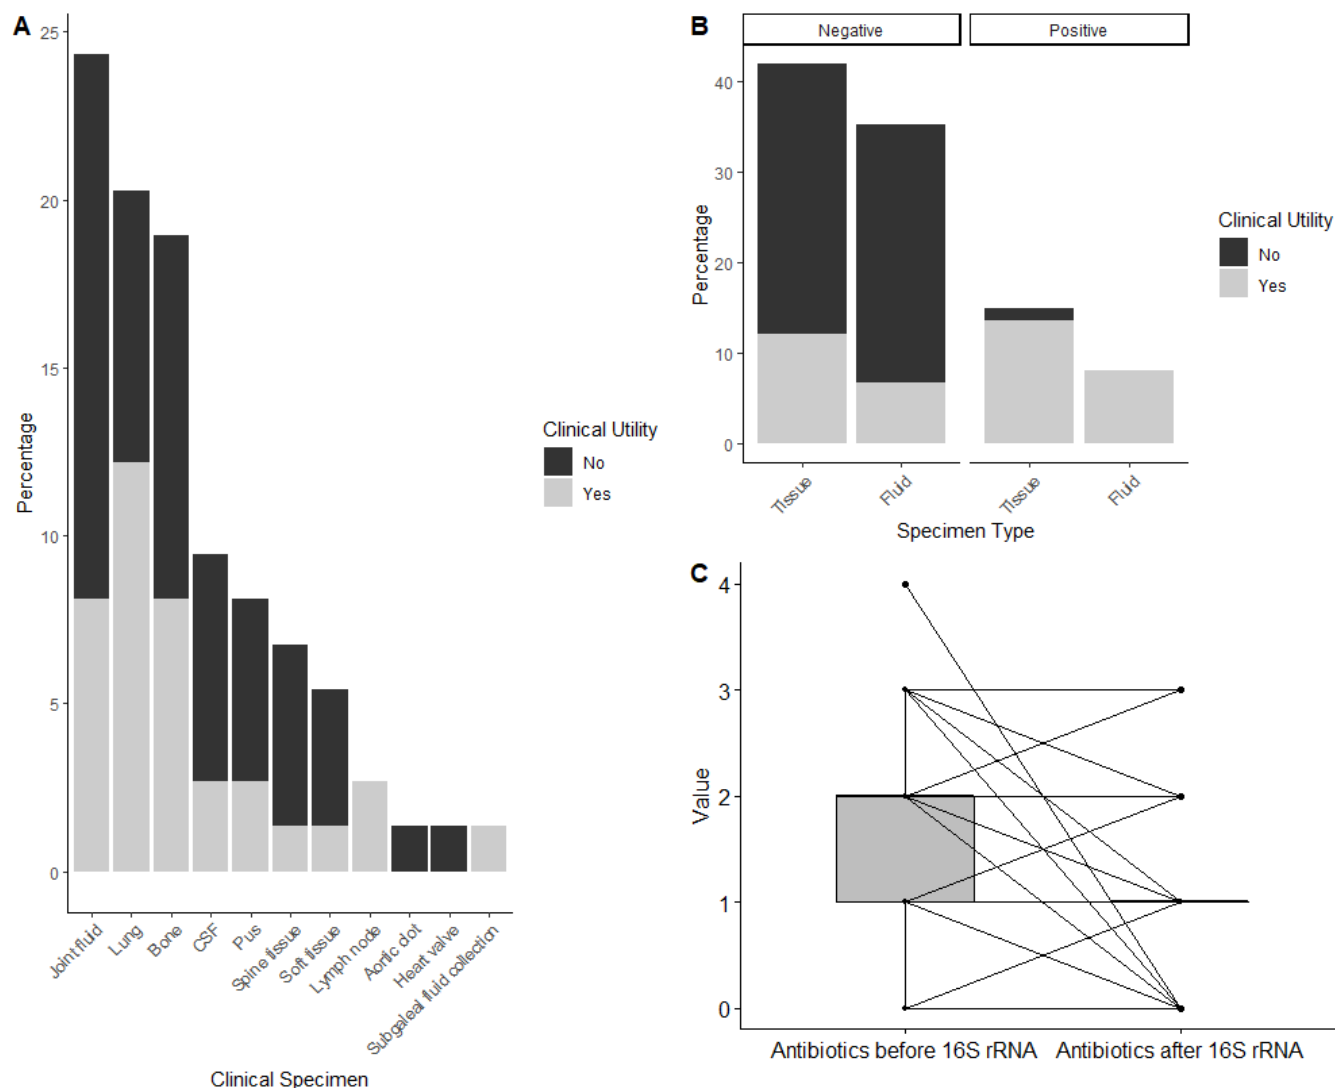 A
25
20
15
10
5
0
Percentage
Joint fluid
Lung
Bone
CSF
Pus
Spine tissue
Soft tissue
Lymph node
Aortic clot
Heart valve
Subgaleal fluid collection
Clinical Specimen
Clinical Utility
No
Yes
B
Negative
Positive
40
30
20
10
0
Percentage
Tissue
Fluid
Tissue
Fluid
Specimen Type
Clinical Utility
No
Yes
C
4
3
2
1
0
Value
Antibiotics before 16S rRNA
Antibiotics after 16S rRNA